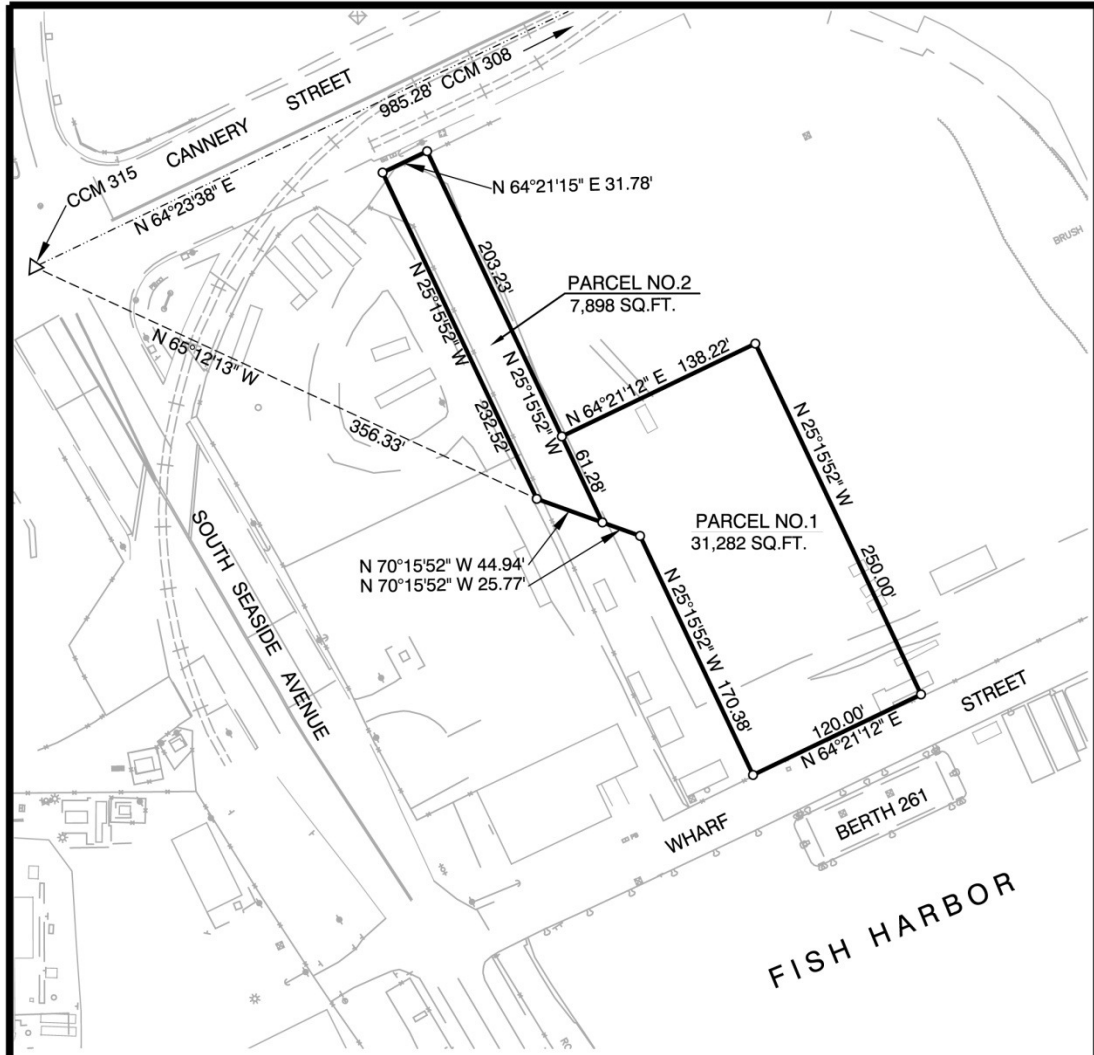 CCM 308
985.28'
STREET
CANNERY
CCM 315
N 64°23'38" E
N 64°21'15" E 31.78'
203.23'
N 25°15'52" W
PARCEL NO.2
7,898 SQ.FT.
BRUSH
N 25°15'52" W
N 65°12'13" W
356.33'
232.52'
N 64°21'12" E
138.22'
61.28'
N 25°15'52" W
250.00'
PARCEL NO.1
31,282 SQ.FT.
N 70°15'52" W 44.94'
N 70°15'52" W 25.77'
N 25°15'52" W 170.38'
SOUTH SEASIDE AVENUE
120.00'
N 64°21'12" E
WHARF
STREET
BERTH 261
FISH HARBOR